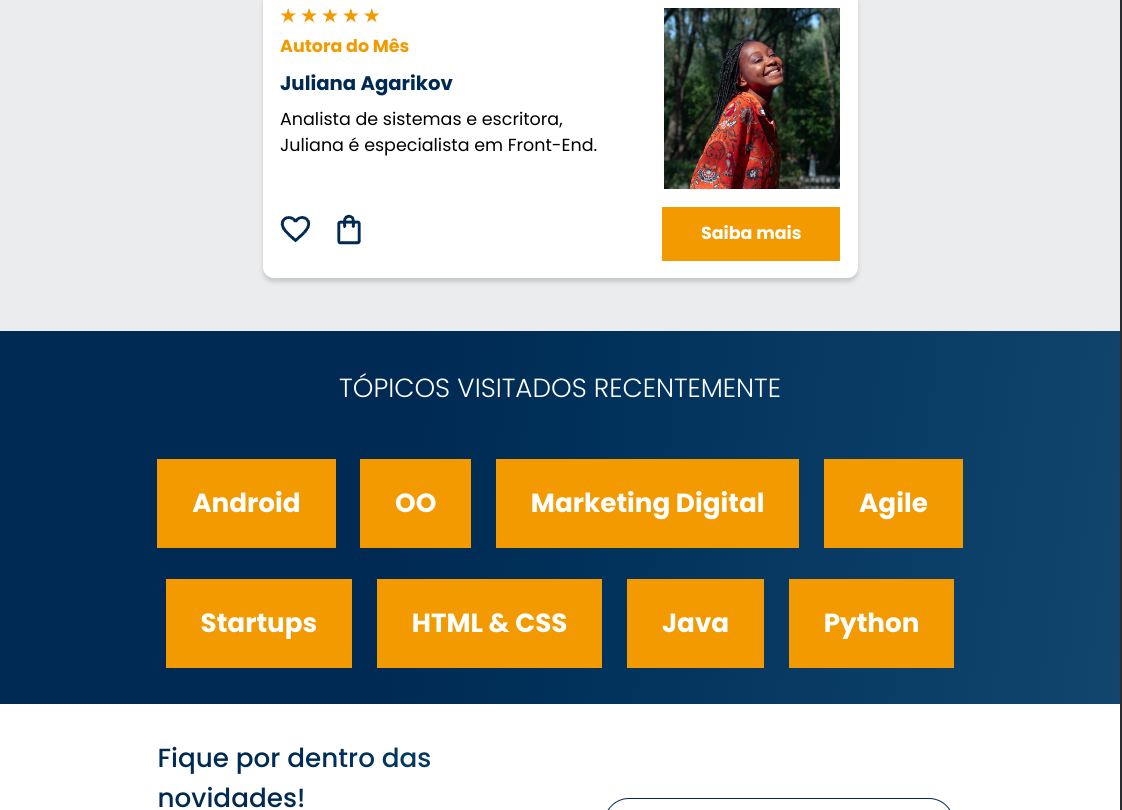 Autora do Mês
Juliana Agarikov
Analista de sistemas e escritora,
Juliana é especialista em Front-End.
Saiba mais
TÓPICOS VISITADOS RECENTEMENTE
Android
OO
Marketing Digital
Agile
Startups
HTML & CSS
Java
Python
Fique por dentro das
novidades!